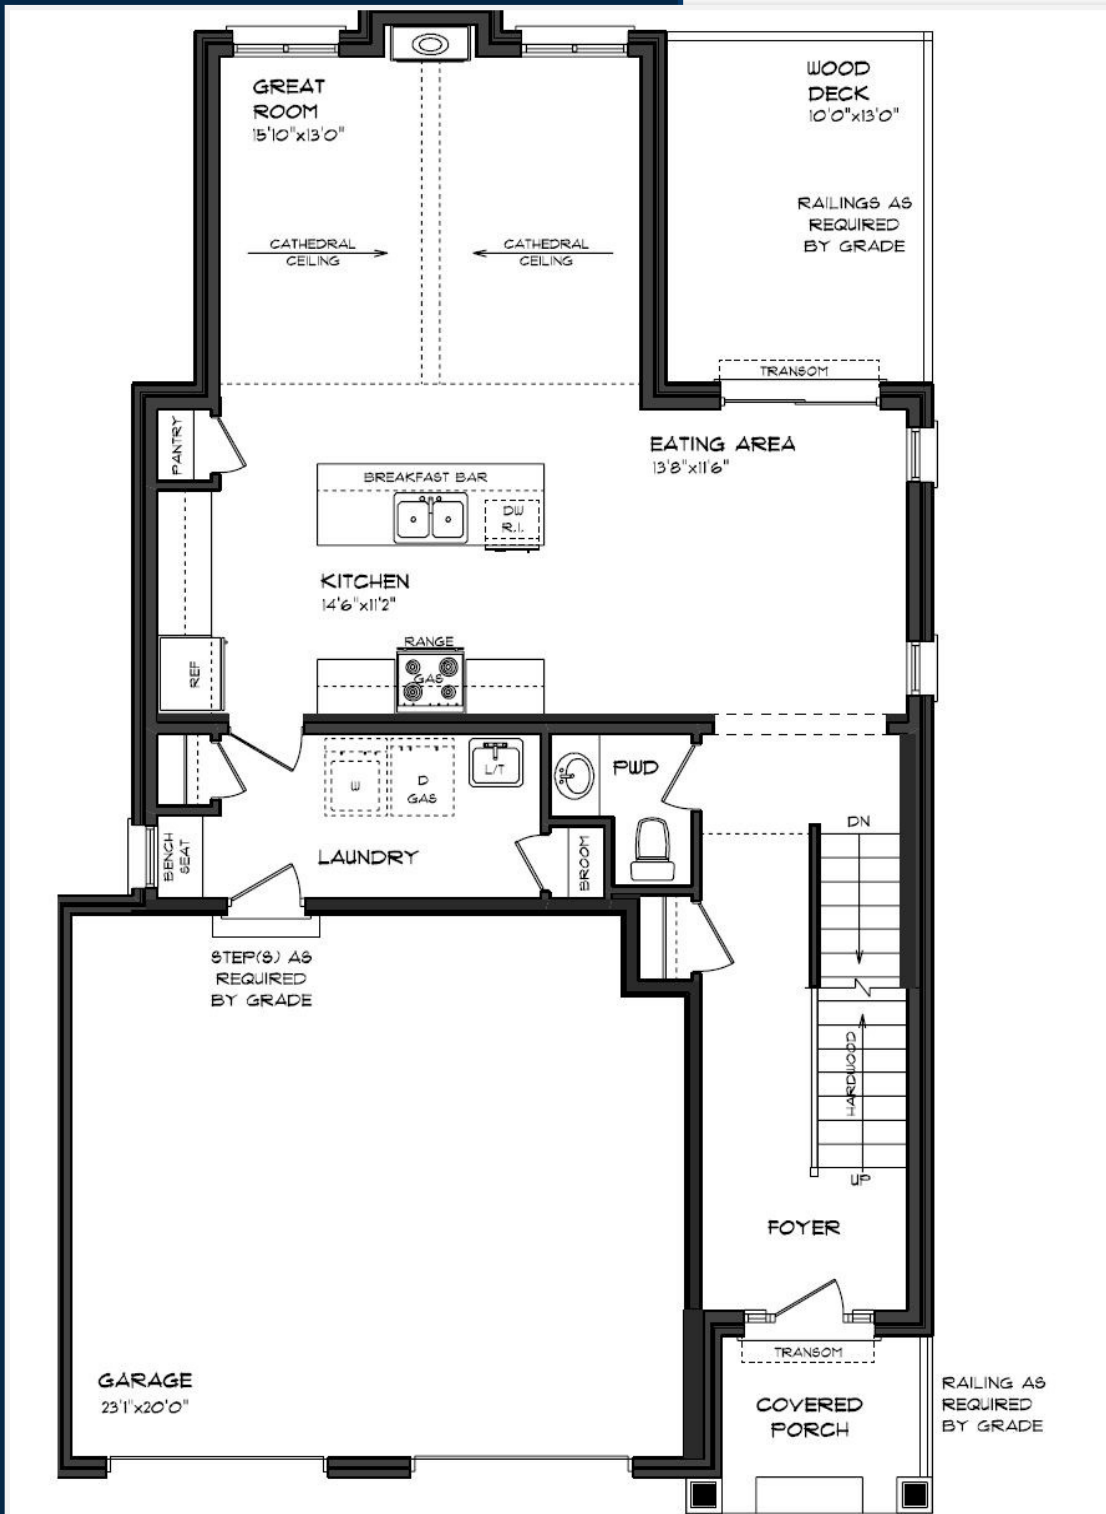 GREAT
ROOM
15'10"x13'0"
WOOD
DECK
10'0"x13'0"
RAILINGS AS
REQUIRED
BY GRADE
CATHEDRAL
CEILING
CATHEDRAL
CEILING
TRANSOM
PANTRY
EATING AREA
13'8"x11'6"
BREAKFAST BAR
DW
R.I.
KITCHEN
14'6"x11'2"
REF
RANGE
GAS
W
D
GAS
L/T
PWD
BENCH
SEAT
LAUNDRY
BROOM
DN
STEP(S) AS
REQUIRED
BY GRADE
HARDWOOD
UP
FOYER
TRANSOM
GARAGE
23'1"x20'0"
COVERED
PORCH
RAILING AS
REQUIRED
BY GRADE